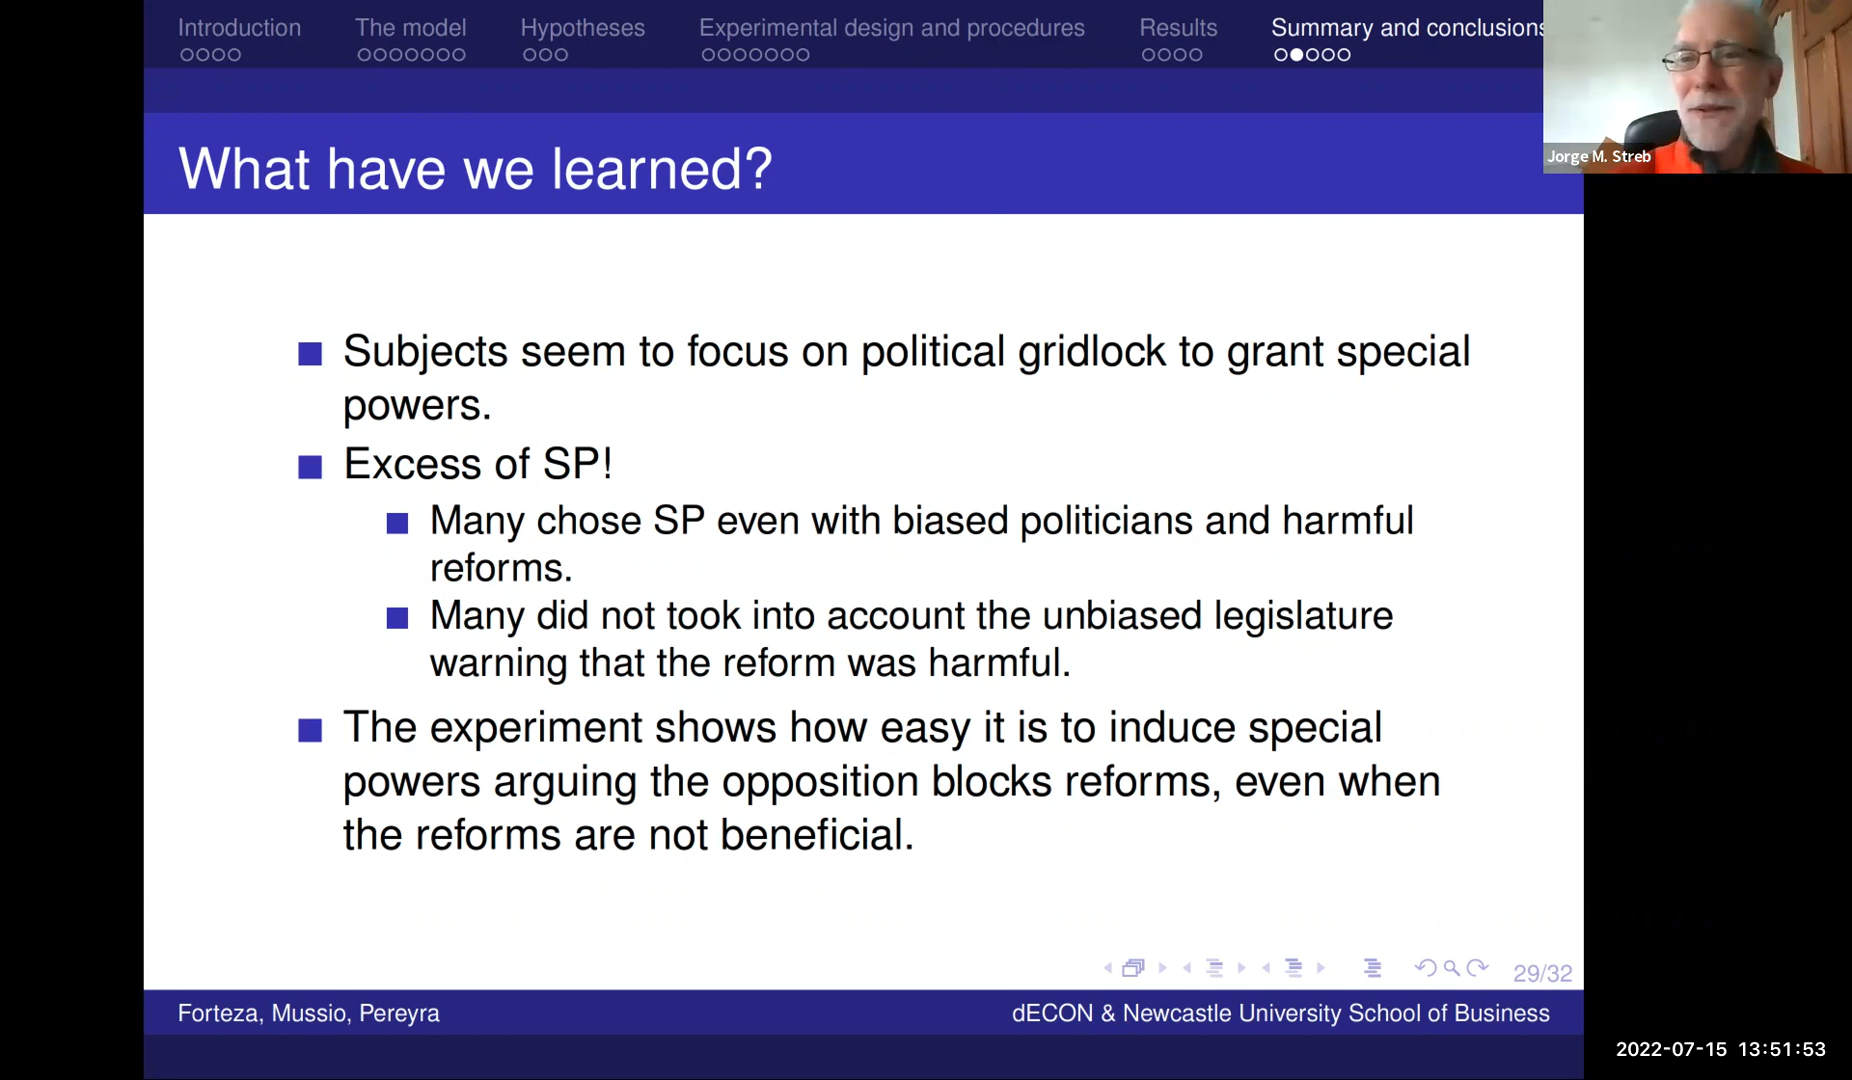 Introduction The model Hypotheses Experimental design and procedures Results Summary and conclusions
Jorge M. Streb
What have we learned?
Subjects seem to focus on political gridlock to grant special
powers.
Excess of SP!
Many chose SP even with biased politicians and harmful
reforms.
Many did not took into account the unbiased legislature
warning that the reform was harmful.
The experiment shows how easy it is to induce special
powers arguing the opposition blocks reforms, even when
the reforms are not beneficial.
29/32
Forteza, Mussio, Pereyra dECON & Newcastle University School of Business
2022-07-15 13:51:53